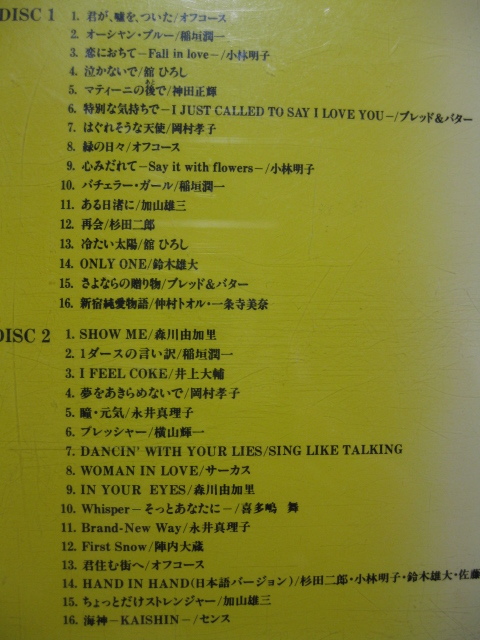 DISC 1
1. 君が、嘘を、ついた/オフコース
2. オーシャン・ブルー/稲垣潤一
3. 恋におちて−Fall in love−/小林明子
4. 泣かないで/舘 ひろし
5. マティーニの後で/神田正輝
6. 特別な気持ちで−I JUST CALLED TO SAY I LOVE YOU−/ブレッド&バター
7. はぐれそうな天使/岡村孝子
8. 緑の日々/オフコース
9. 心みだれて−Say it with flowers−/小林明子
10. バチェラー・ガール/稲垣潤一
11. ある日渚に/加山雄三
12. 再会/杉田二郎
13. 冷たい太陽/舘 ひろし
14. ONLY ONE/鈴木雄大
15. さよならの贈り物/ブレッド&バター
16. 新宿純愛物語/仲村トオル・一条寺美奈
DISC 2
1. SHOW ME/森川由加里
2. 1ダースの言い訳/稲垣潤一
3. I FEEL COKE/井上大輔
4. 夢をあきらめないで/岡村孝子
5. 瞳・元気/永井真理子
6. プレッシャー/横山輝一
7. DANCIN' WITH YOUR LIES/SING LIKE TALKING
8. WOMAN IN LOVE/サーカス
9. IN YOUR EYES/森川由加里
10. Whisper−そっとあなたに−/喜多嶋 舞
11. Brand-New Way/永井真理子
12. First Snow/陣内大蔵
13. 君住む街へ/オフコース
14. HAND IN HAND(日本語バージョン)/杉田二郎・小林明子・鈴木雄大・佐藤
15. ちょっとだけストレンジャー/加山雄三
16. 海神−KAISHIN−/センス